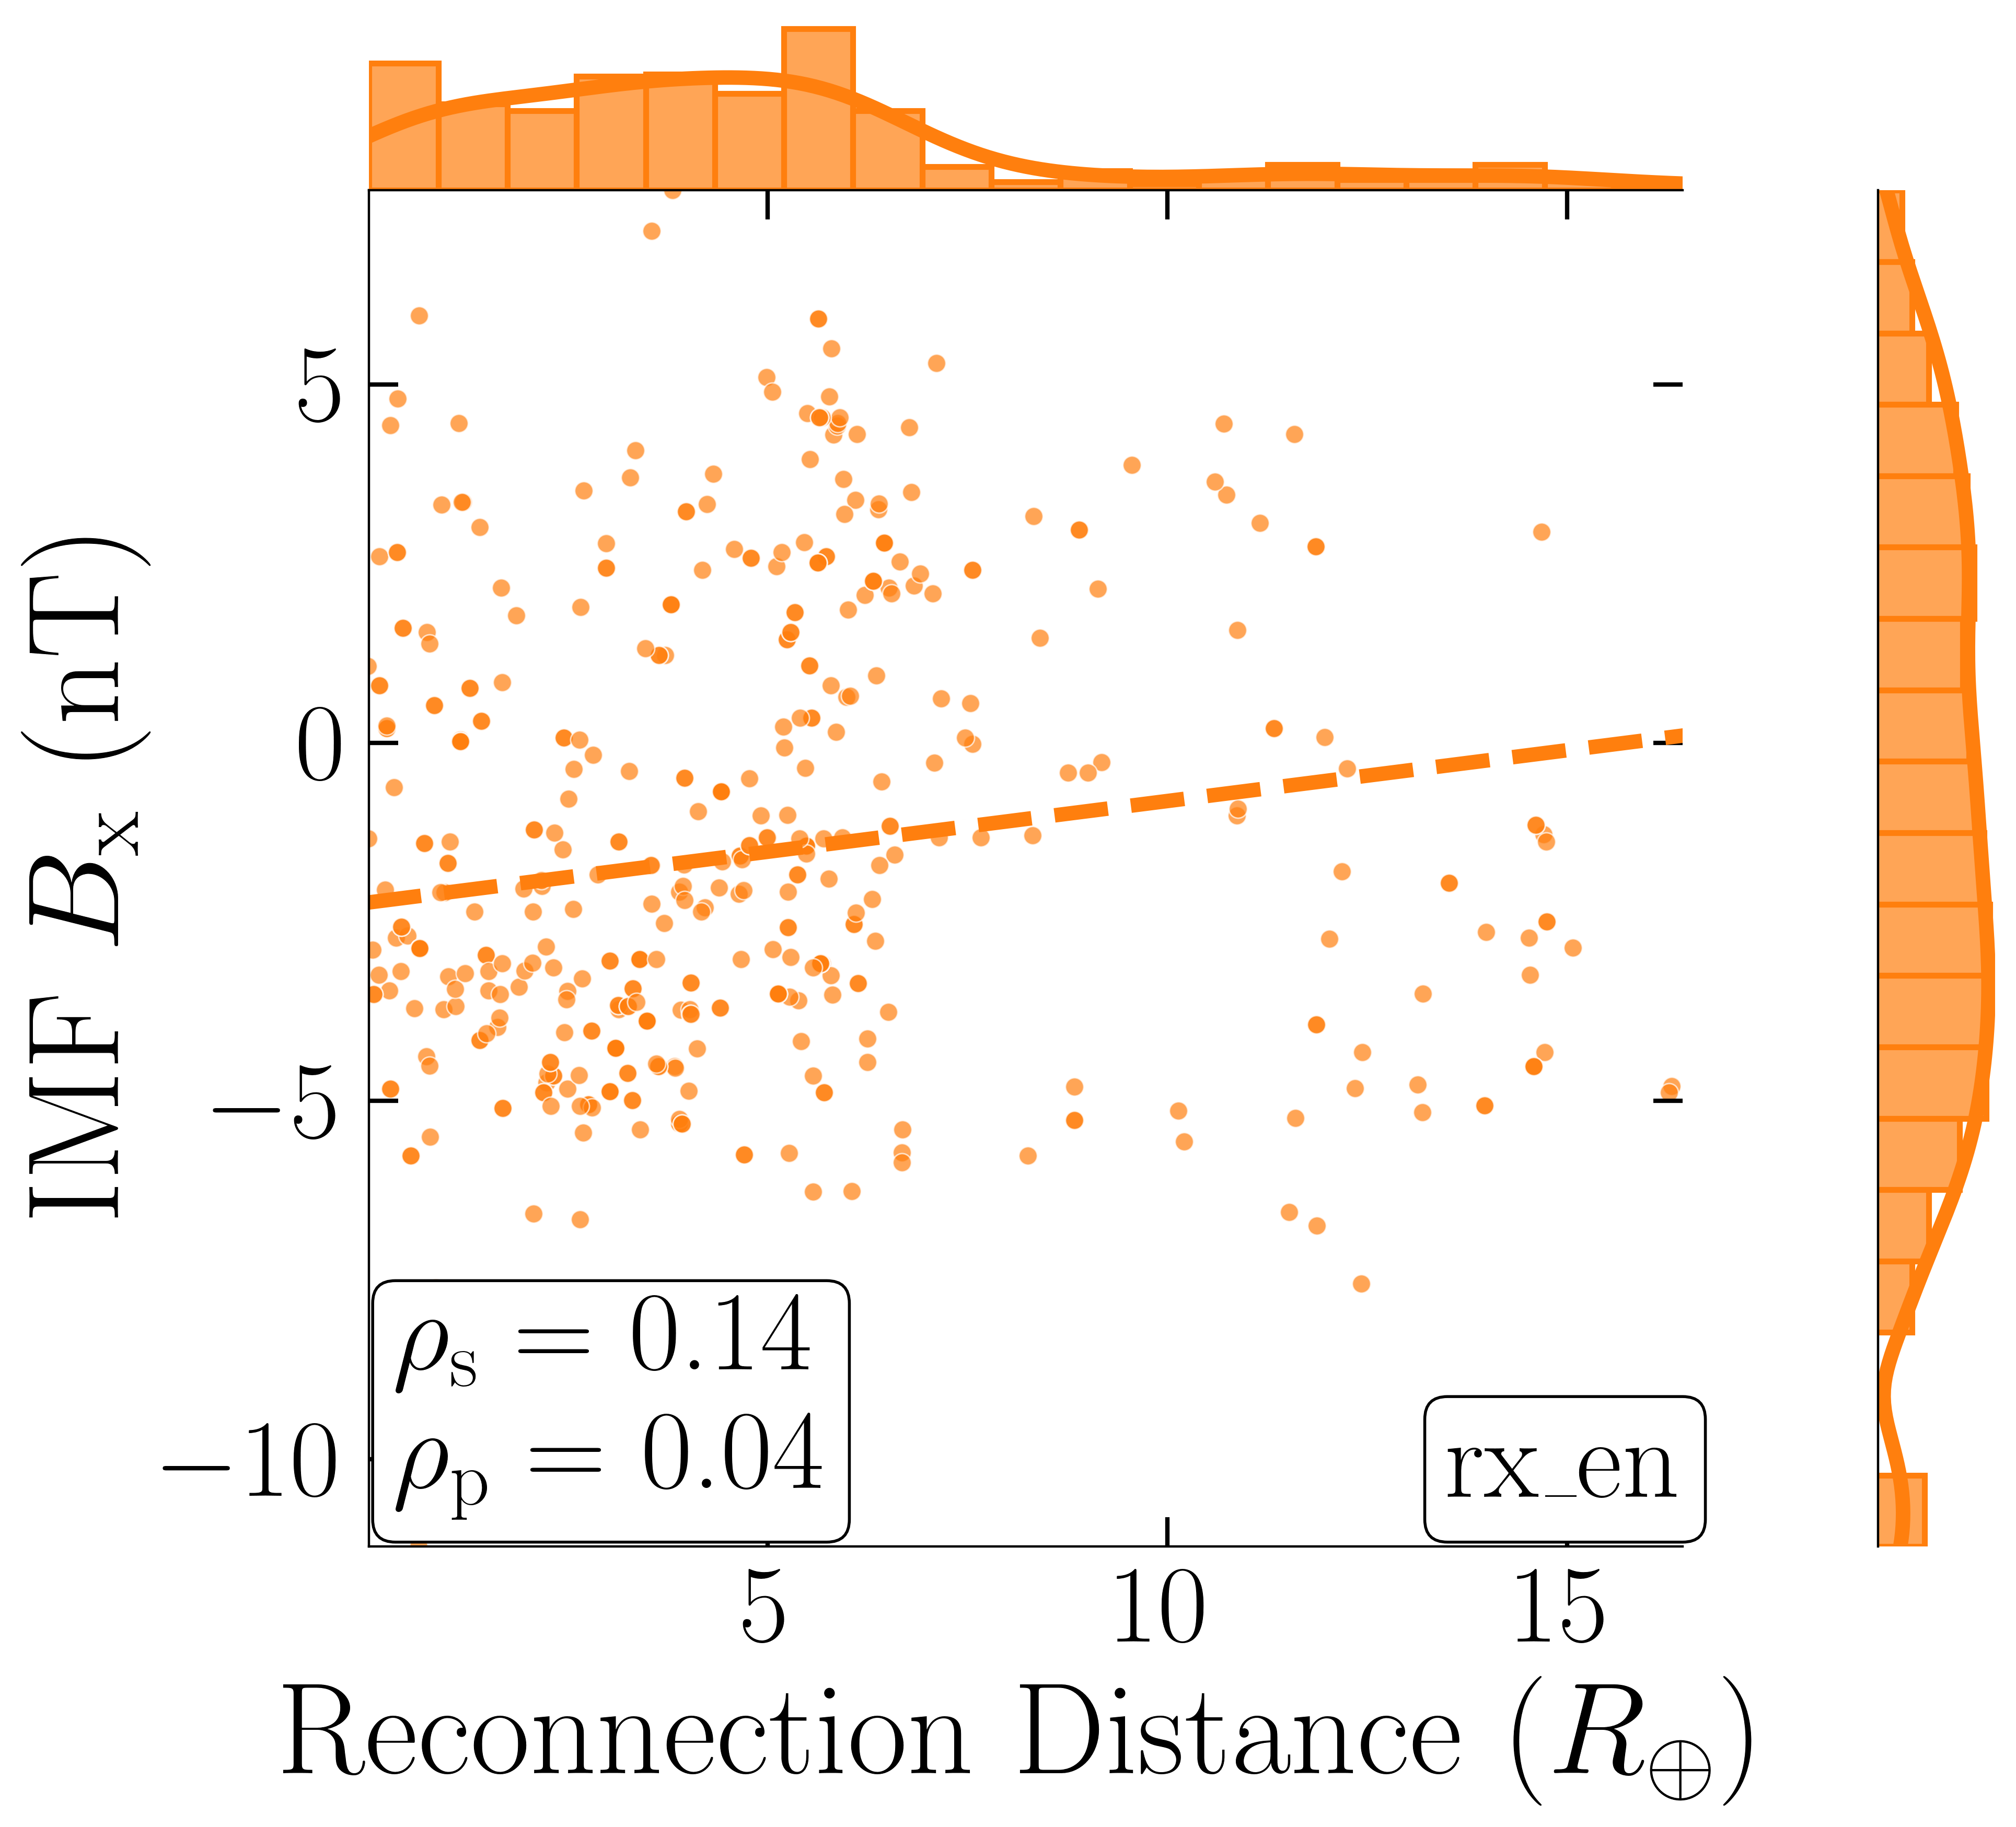 IMF Bx (nT)
5
0
−5
−10
ρs = 0.14
ρp = 0.04
rx_en
5 10 15
Reconnection Distance (R⊕)